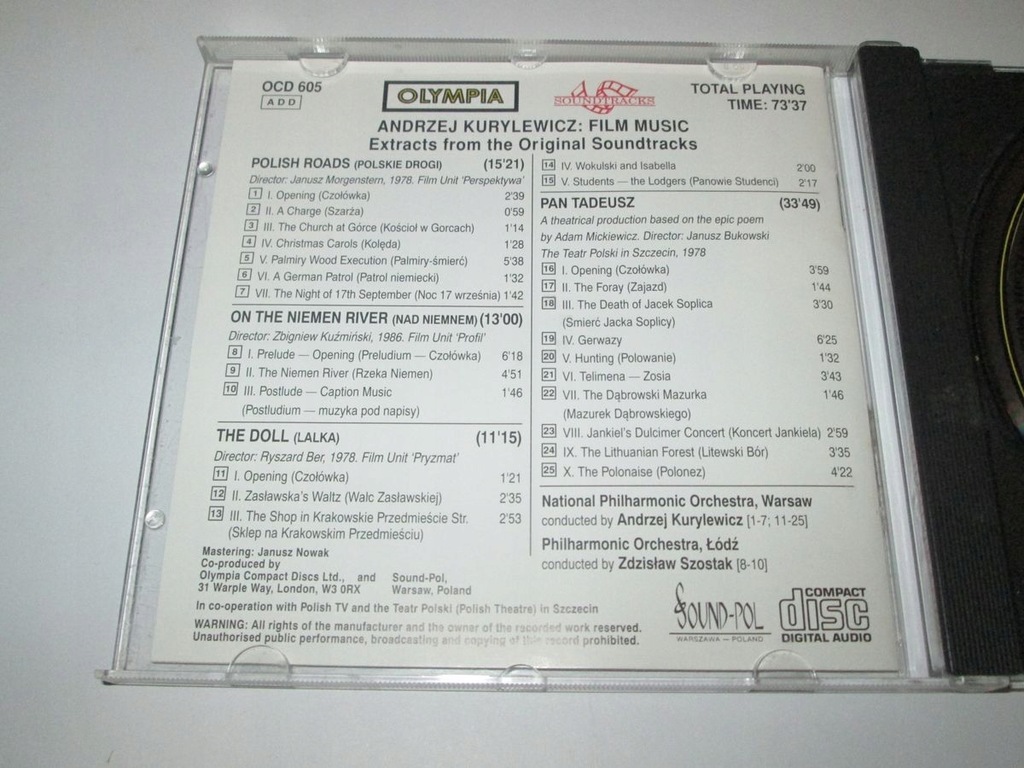 OCD 605
ADD
OLYMPIA
SOUNDTRACKS
TOTAL PLAYING
TIME: 73'37
ANDRZEJ KURYLEWICZ: FILM MUSIC
Extracts from the Original Soundtracks
POLISH ROADS (POLSKIE DROGI) (15'21)
Director: Janusz Morgenstern, 1978. Film Unit 'Perspektywa'
1 I. Opening (Czołówka) 2'39
2 II. A Charge (Szarża) 0'59
3 III. The Church at Górce (Kościoł w Gorcach) 1'14
4 IV. Christmas Carols (Kolęda) 1'28
5 V. Palmiry Wood Execution (Palmiry-śmierć) 5'38
6 VI. A German Patrol (Patrol niemiecki) 1'32
7 VII. The Night of 17th September (Noc 17 września) 1'42
ON THE NIEMEN RIVER (NAD NIEMNEM) (13'00)
Director: Zbigniew Kuźmiński, 1986. Film Unit 'Profil'
8 I. Prelude — Opening (Preludium — Czołówka) 6'18
9 II. The Niemen River (Rzeka Niemen) 4'51
10 III. Postlude — Caption Music 1'46
(Postludium — muzyka pod napisy)
THE DOLL (LALKA) (11'15)
Director: Ryszard Ber, 1978. Film Unit 'Pryzmat'
11 I. Opening (Czołówka) 1'21
12 II. Zasławska's Waltz (Walc Zasławskiej) 2'35
13 III. The Shop in Krakowskie Przedmieście Str. 2'53
(Sklep na Krakowskim Przedmieściu)
14 IV. Wokulski and Isabella 2'00
15 V. Students — the Lodgers (Panowie Studenci) 2'17
PAN TADEUSZ (33'49)
A theatrical production based on the epic poem
by Adam Mickiewicz. Director: Janusz Bukowski
The Teatr Polski in Szczecin, 1978
16 I. Opening (Czołówka) 3'59
17 II. The Foray (Zajazd) 1'44
18 III. The Death of Jacek Soplica 3'30
(Smierć Jacka Soplicy)
19 IV. Gerwazy 6'25
20 V. Hunting (Polowanie) 1'32
21 VI. Telimena — Zosia 3'43
22 VII. The Dąbrowski Mazurka 1'46
(Mazurek Dąbrowskiego)
23 VIII. Jankiel's Dulcimer Concert (Koncert Jankiela) 2'59
24 IX. The Lithuanian Forest (Litewski Bór) 3'35
25 X. The Polonaise (Polonez) 4'22
National Philharmonic Orchestra, Warsaw
conducted by Andrzej Kurylewicz [1-7; 11-25]
Philharmonic Orchestra, Łódź
conducted by Zdzisław Szostak [8-10]
Mastering: Janusz Nowak
Co-produced by
Olympia Compact Discs Ltd., and Sound-Pol,
31 Warple Way, London, W3 0RX Warsaw, Poland
In co-operation with Polish TV and the Teatr Polski (Polish Theatre) in Szczecin
WARNING: All rights of the manufacturer and the owner of the recorded work reserved.
Unauthorised public performance, broadcasting and copying of this record prohibited.
SOUND-POL
WARSZAWA — POLAND
COMPACT
disc
DIGITAL AUDIO